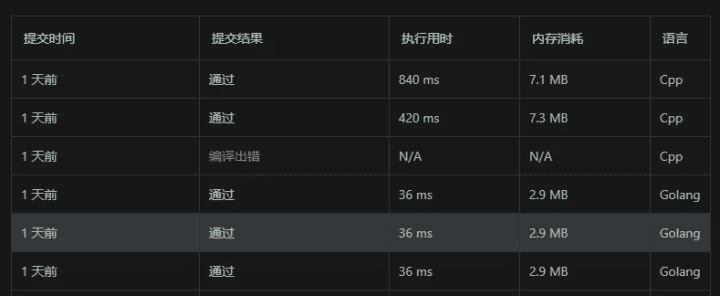 提交时间 提交结果 执行用时 内存消耗 语言
1 天前 通过 840 ms 7.1 MB Cpp
1 天前 通过 420 ms 7.3 MB Cpp
1 天前 编译出错 N/A N/A Cpp
1 天前 通过 36 ms 2.9 MB Golang
1 天前 通过 36 ms 2.9 MB Golang
1 天前 通过 36 ms 2.9 MB Golang